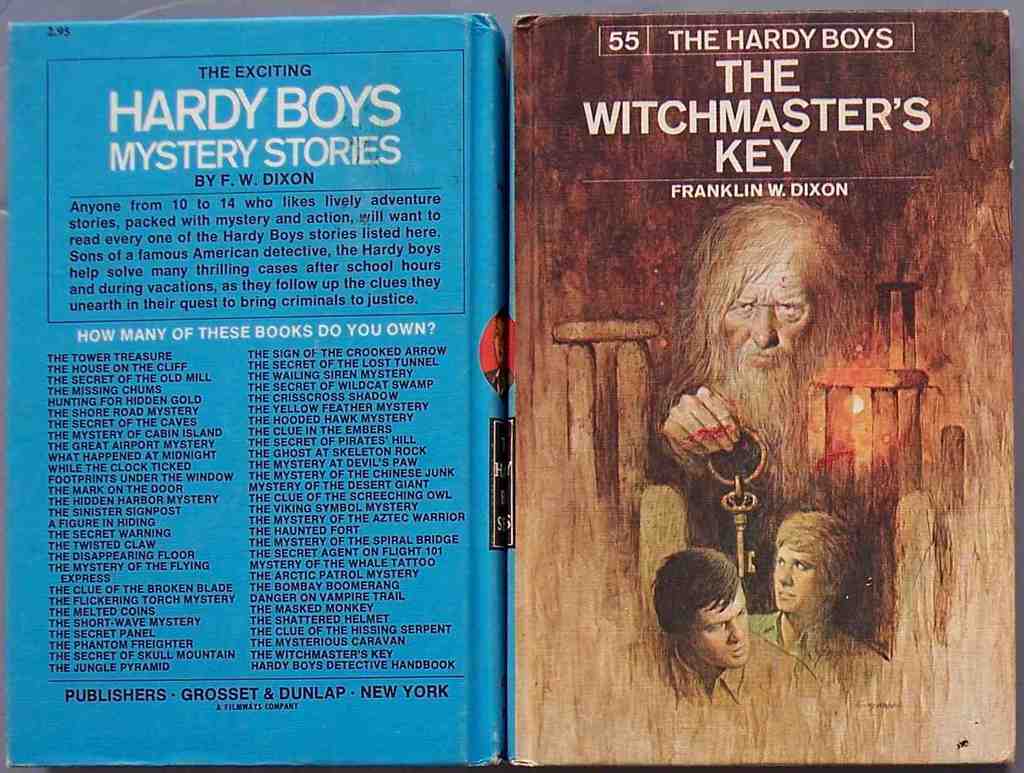 2.95
THE EXCITING
HARDY BOYS
MYSTERY STORIES
BY F. W. DIXON
Anyone from 10 to 14 who likes lively adventure
stories, packed with mystery and action, will want to
read every one of the Hardy Boys stories listed here.
Sons of a famous American detective, the Hardy boys
help solve many thrilling cases after school hours
and during vacations, as they follow up the clues they
unearth in their quest to bring criminals to justice.
HOW MANY OF THESE BOOKS DO YOU OWN?
THE TOWER TREASURE
THE HOUSE ON THE CLIFF
THE SECRET OF THE OLD MILL
THE MISSING CHUMS
HUNTING FOR HIDDEN GOLD
THE SHORE ROAD MYSTERY
THE SECRET OF THE CAVES
THE MYSTERY OF CABIN ISLAND
THE GREAT AIRPORT MYSTERY
WHAT HAPPENED AT MIDNIGHT
WHILE THE CLOCK TICKED
FOOTPRINTS UNDER THE WINDOW
THE MARK ON THE DOOR
THE HIDDEN HARBOR MYSTERY
THE SINISTER SIGNPOST
A FIGURE IN HIDING
THE SECRET WARNING
THE TWISTED CLAW
THE DISAPPEARING FLOOR
THE MYSTERY OF THE FLYING
EXPRESS
THE CLUE OF THE BROKEN BLADE
THE FLICKERING TORCH MYSTERY
THE MELTED COINS
THE SHORT-WAVE MYSTERY
THE SECRET PANEL
THE PHANTOM FREIGHTER
THE SECRET OF SKULL MOUNTAIN
THE JUNGLE PYRAMID
THE SIGN OF THE CROOKED ARROW
THE SECRET OF THE LOST TUNNEL
THE WAILING SIREN MYSTERY
THE SECRET OF WILDCAT SWAMP
THE CRISSCROSS SHADOW
THE YELLOW FEATHER MYSTERY
THE HOODED HAWK MYSTERY
THE CLUE IN THE EMBERS
THE SECRET OF PIRATES' HILL
THE GHOST AT SKELETON ROCK
THE MYSTERY AT DEVIL'S PAW
THE MYSTERY OF THE CHINESE JUNK
MYSTERY OF THE DESERT GIANT
THE CLUE OF THE SCREECHING OWL
THE VIKING SYMBOL MYSTERY
THE MYSTERY OF THE AZTEC WARRIOR
THE HAUNTED FORT
THE MYSTERY OF THE SPIRAL BRIDGE
THE SECRET AGENT ON FLIGHT 101
MYSTERY OF THE WHALE TATTOO
THE ARCTIC PATROL MYSTERY
THE BOMBAY BOOMERANG
DANGER ON VAMPIRE TRAIL
THE MASKED MONKEY
THE SHATTERED HELMET
THE CLUE OF THE HISSING SERPENT
THE MYSTERIOUS CARAVAN
THE WITCHMASTER'S KEY
HARDY BOYS DETECTIVE HANDBOOK
PUBLISHERS · GROSSET & DUNLAP · NEW YORK
A FILMWAYS COMPANY
55 THE HARDY BOYS
THE
WITCHMASTER'S
KEY
FRANKLIN W. DIXON